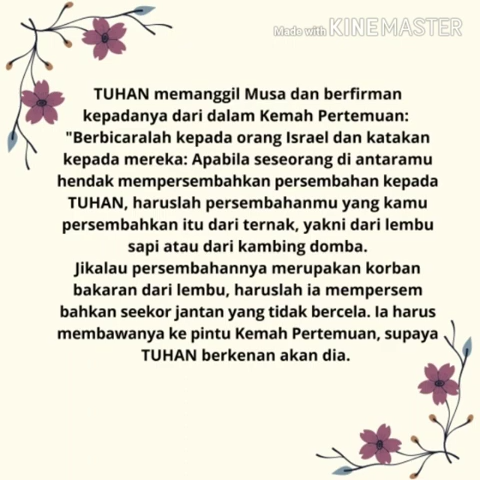 Made with KINEMASTER
TUHAN memanggil Musa dan berfirman
kepadanya dari dalam Kemah Pertemuan:
"Berbicaralah kepada orang Israel dan katakan
kepada mereka: Apabila seseorang di antaramu
hendak mempersembahkan persembahan kepada
TUHAN, haruslah persembahanmu yang kamu
persembahkan itu dari ternak, yakni dari lembu
sapi atau dari kambing domba.
Jikalau persembahannya merupakan korban
bakaran dari lembu, haruslah ia mempersem
bahkan seekor jantan yang tidak bercela. Ia harus
membawanya ke pintu Kemah Pertemuan, supaya
TUHAN berkenan akan dia.